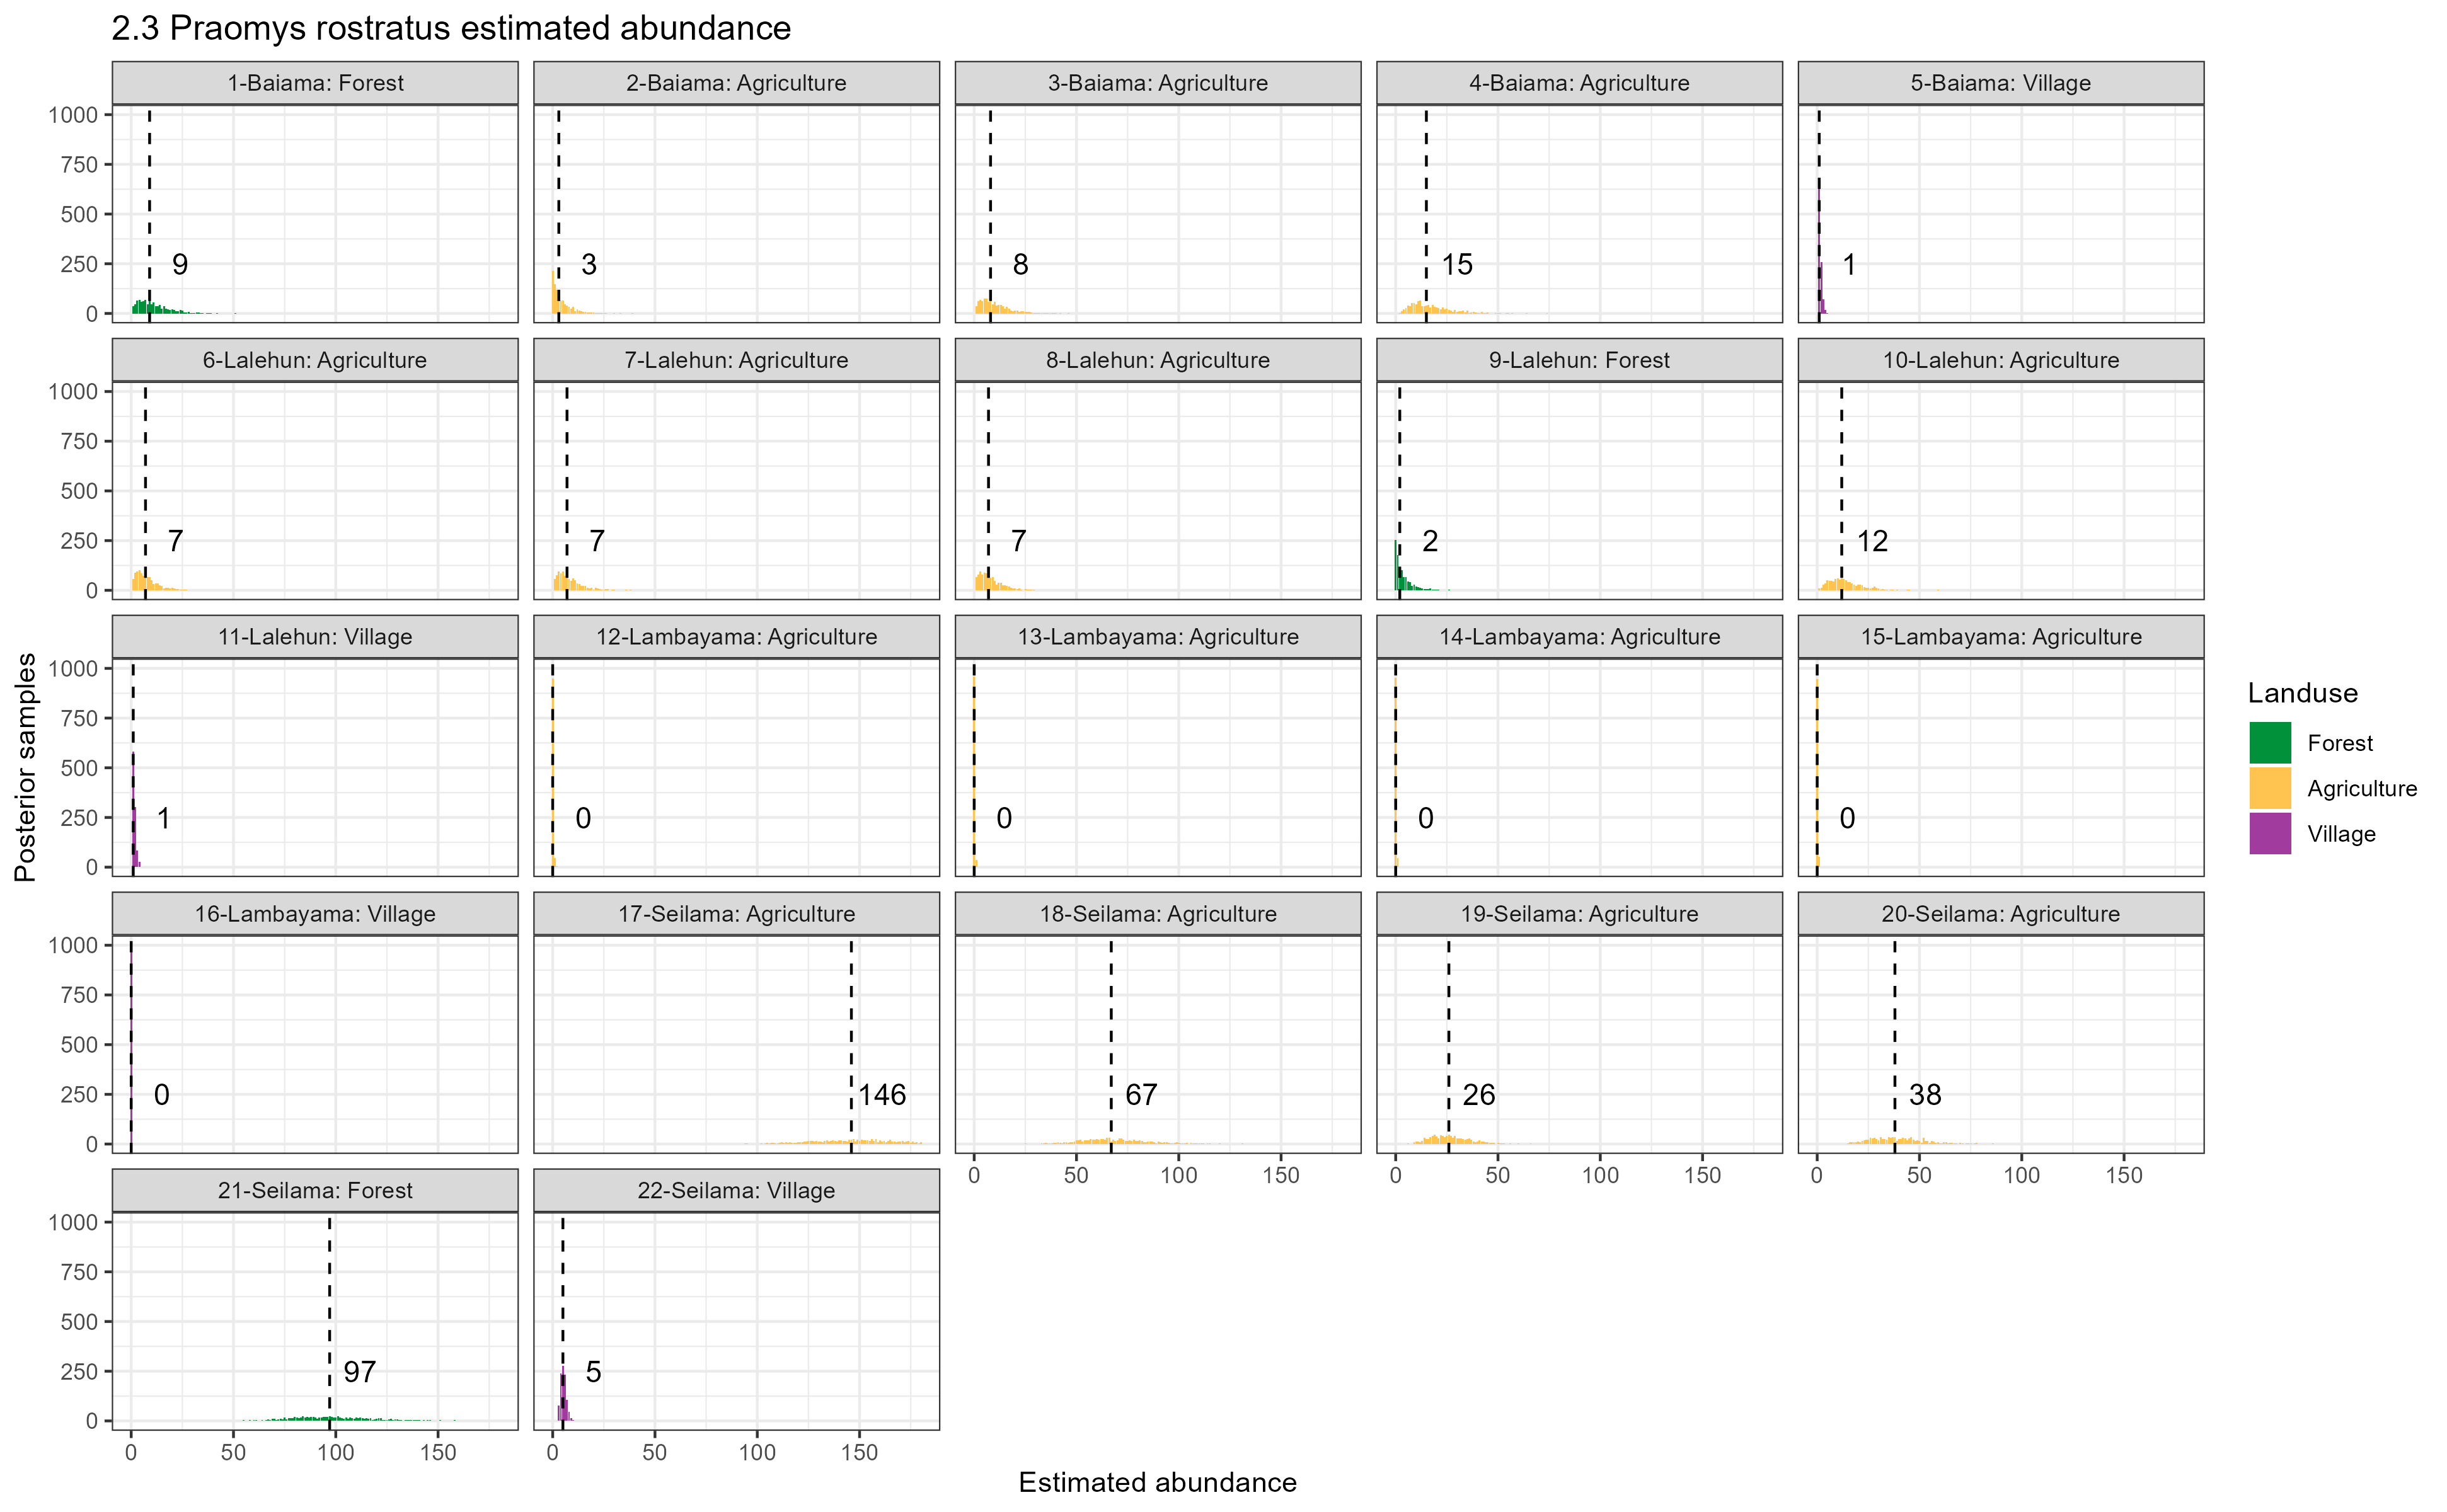 2.3 Praomys rostratus estimated abundance
1-Baiama: Forest
2-Baiama: Agriculture
3-Baiama: Agriculture
4-Baiama: Agriculture
5-Baiama: Village
1000
750
500
250
0
9
3
8
15
1
6-Lalehun: Agriculture
7-Lalehun: Agriculture
8-Lalehun: Agriculture
9-Lalehun: Forest
10-Lalehun: Agriculture
1000
750
500
250
0
7
7
7
2
12
11-Lalehun: Village
12-Lambayama: Agriculture
13-Lambayama: Agriculture
14-Lambayama: Agriculture
15-Lambayama: Agriculture
1000
750
500
250
0
1
0
0
0
0
16-Lambayama: Village
17-Seilama: Agriculture
18-Seilama: Agriculture
19-Seilama: Agriculture
20-Seilama: Agriculture
1000
750
500
250
0
0
146
67
26
38
0 50 100 150
0 50 100 150
0 50 100 150
21-Seilama: Forest
22-Seilama: Village
1000
750
500
250
0
97
5
0 50 100 150
0 50 100 150
Estimated abundance
Posterior samples
Landuse
Forest
Agriculture
Village